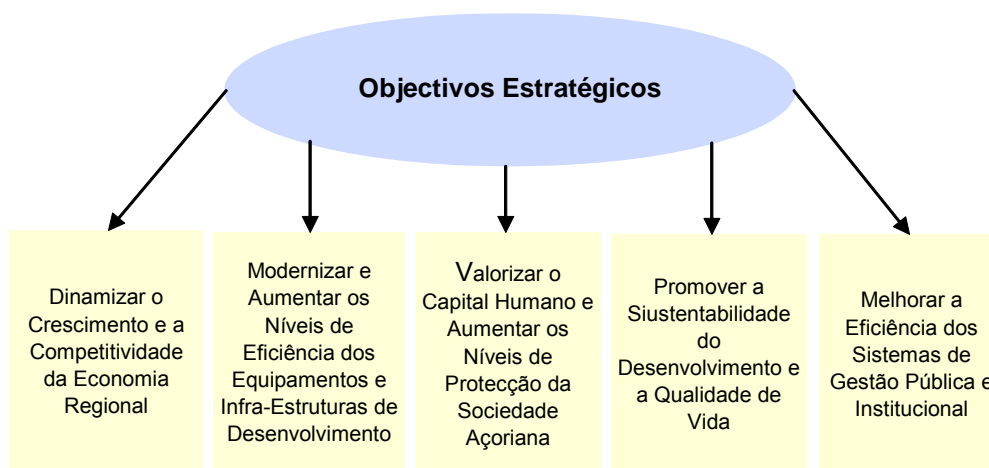 Objectivos Estratégicos
Dinamizar o
Crescimento e a
Competitividade
da Economia
Regional
Modernizar e
Aumentar os
Níveis de
Eficiência dos
Equipamentos e
Infra-Estruturas de
Desenvolvimento
Valorizar o
Capital Humano e
Aumentar os
Níveis de
Protecção da
Sociedade
Açoriana
Promover a
Siustentabilidade
do
Desenvolvimento e
a Qualidade de
Vida
Melhorar a
Eficiência dos
Sistemas de
Gestão Pública e
Institucional